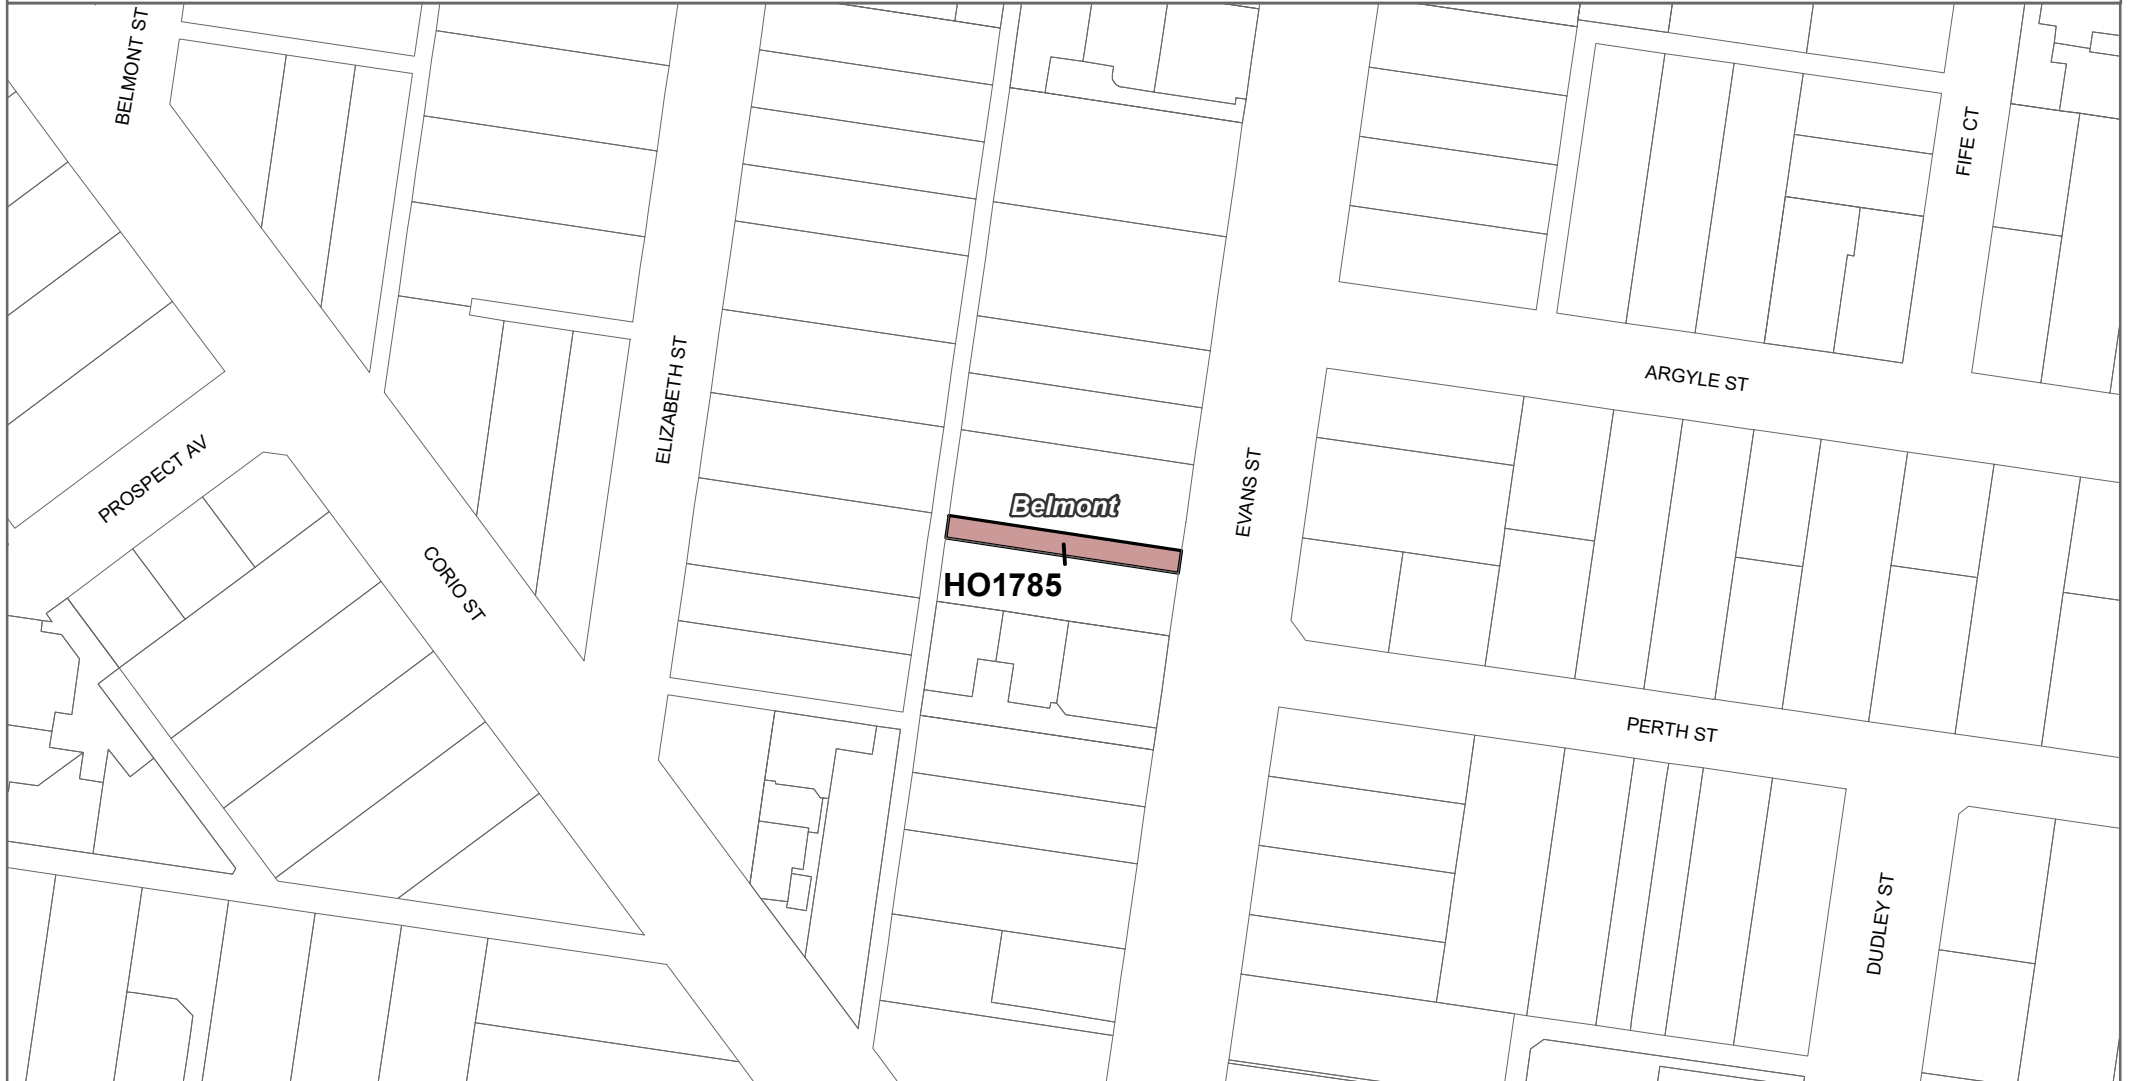 BELMONT ST
FIFE CT
ARGYLE ST
ELIZABETH ST
PROSPECT AV
EVANS ST
Belmont
HO1785
CORIO ST
PERTH ST
DUDLEY ST